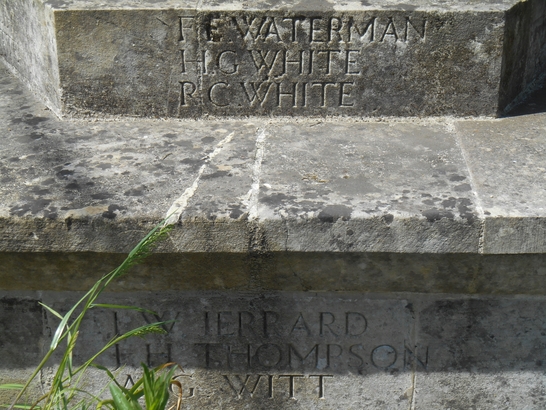 F.E.WATERMAN
H.G.WHITE
R.C.WHITE
JERRARD
THOMPSON
G. WITT